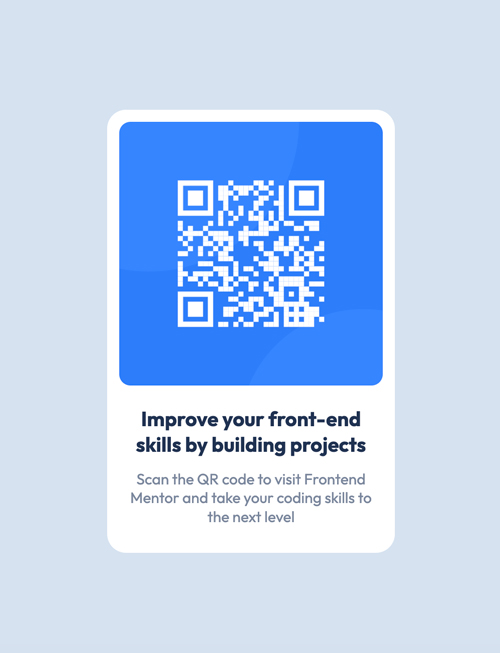 Improve your front-end
skills by building projects
Scan the QR code to visit Frontend
Mentor and take your coding skills to
the next level